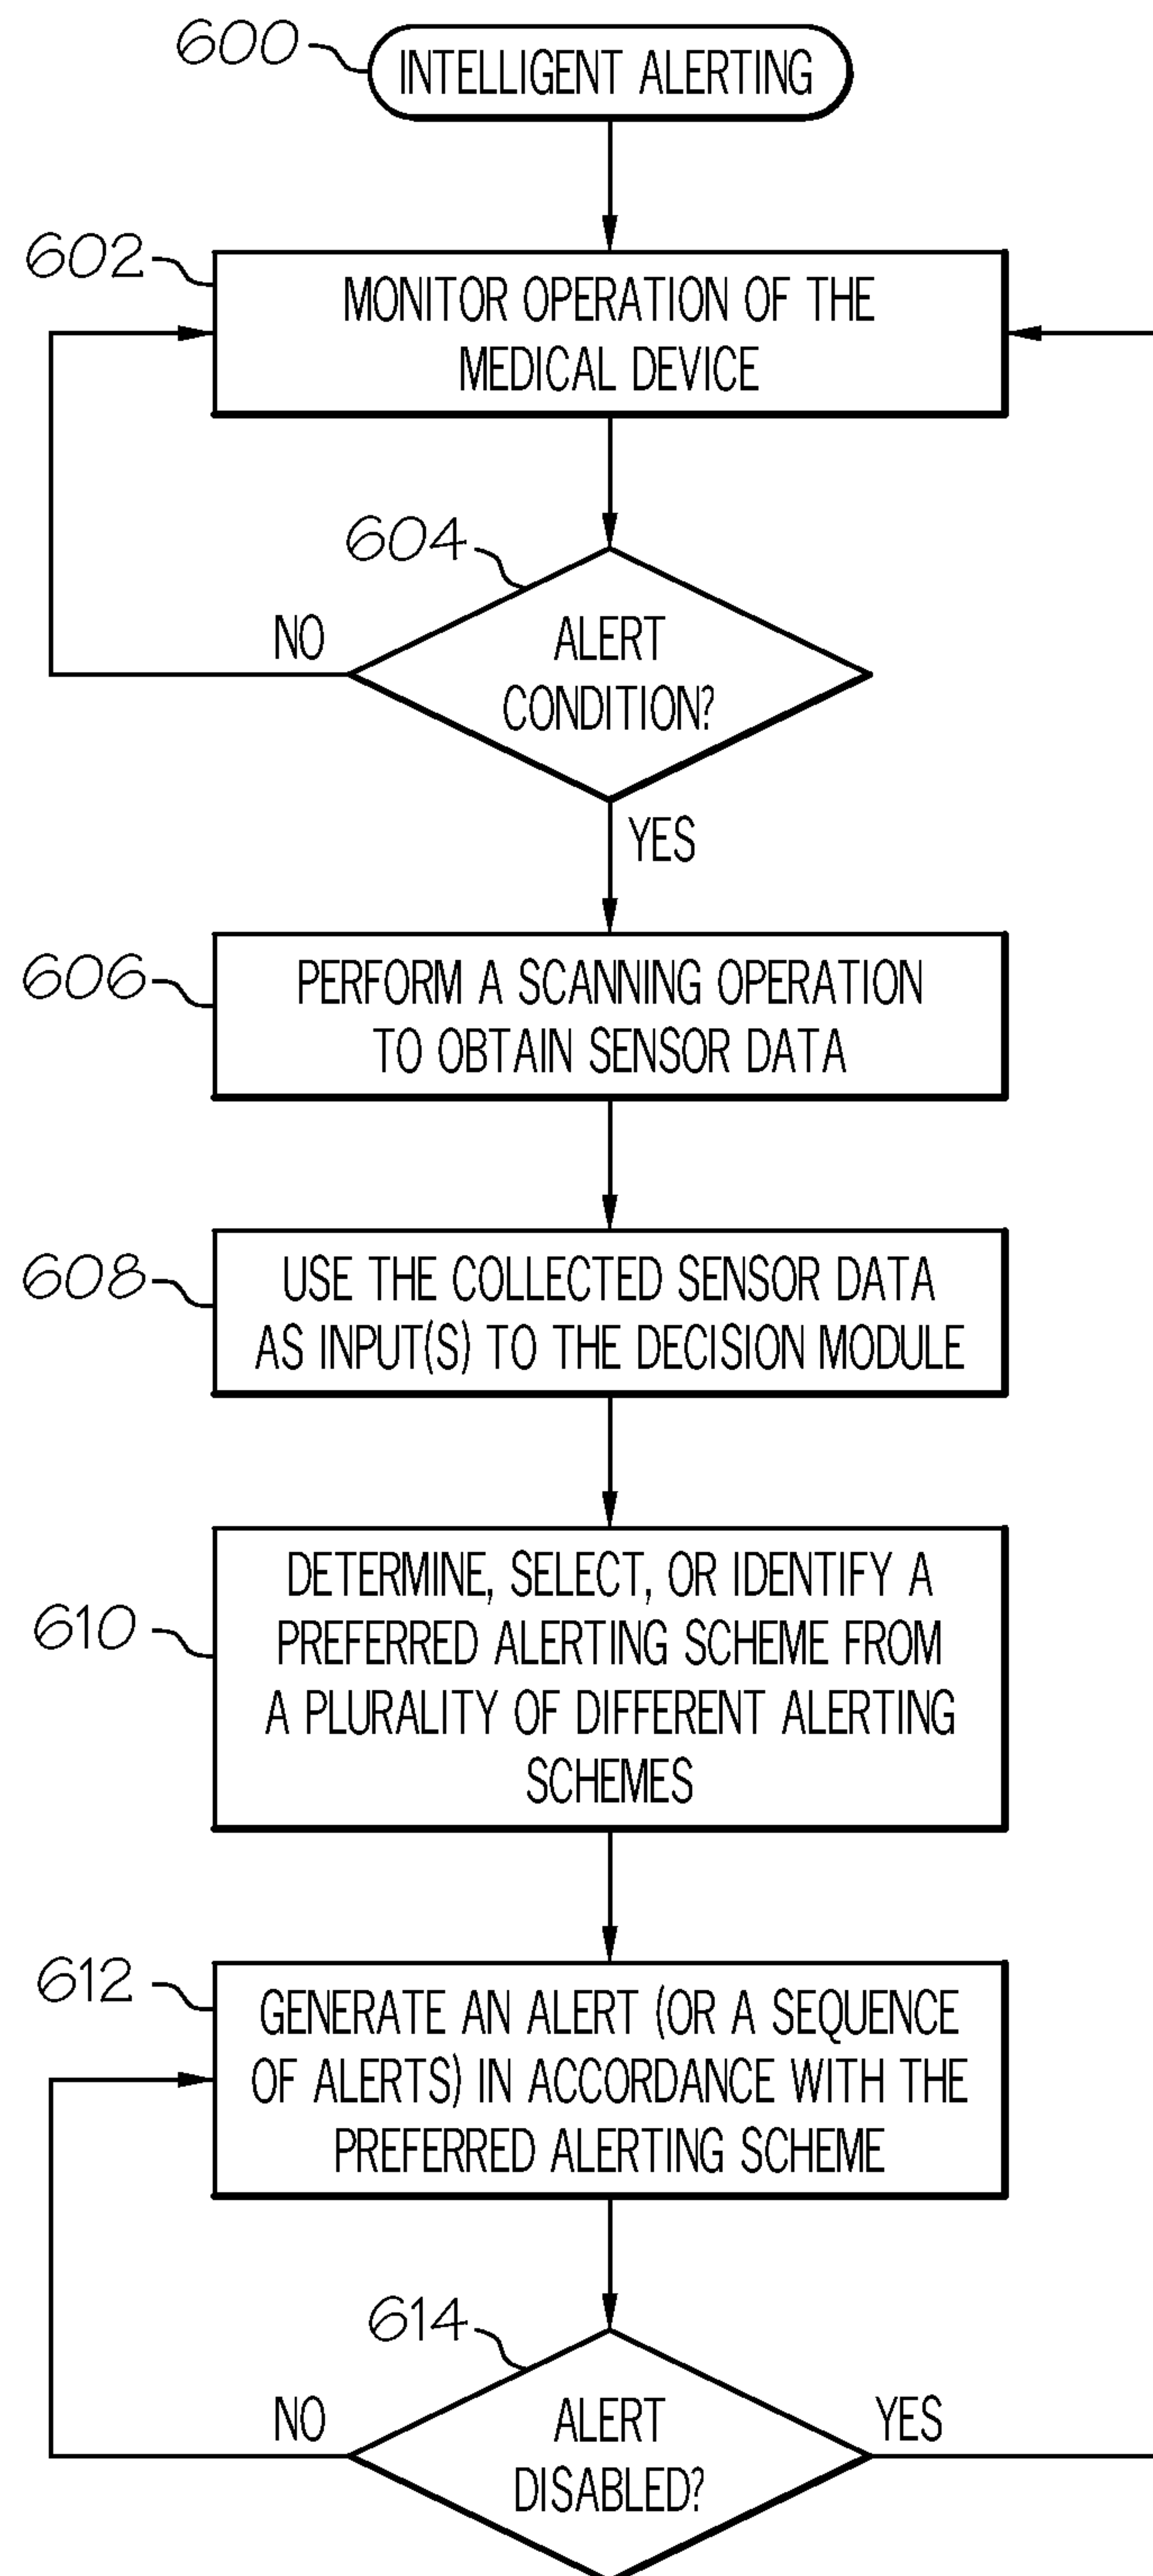 600
INTELLIGENT ALERTING
602
MONITOR OPERATION OF THE
MEDICAL DEVICE
604
NO
ALERT
CONDITION?
YES
606
PERFORM A SCANNING OPERATION
TO OBTAIN SENSOR DATA
608
USE THE COLLECTED SENSOR DATA
AS INPUT(S) TO THE DECISION MODULE
610
DETERMINE, SELECT, OR IDENTIFY A
PREFERRED ALERTING SCHEME FROM
A PLURALITY OF DIFFERENT ALERTING
SCHEMES
612
GENERATE AN ALERT (OR A SEQUENCE
OF ALERTS) IN ACCORDANCE WITH THE
PREFERRED ALERTING SCHEME
614
NO
ALERT
DISABLED?
YES